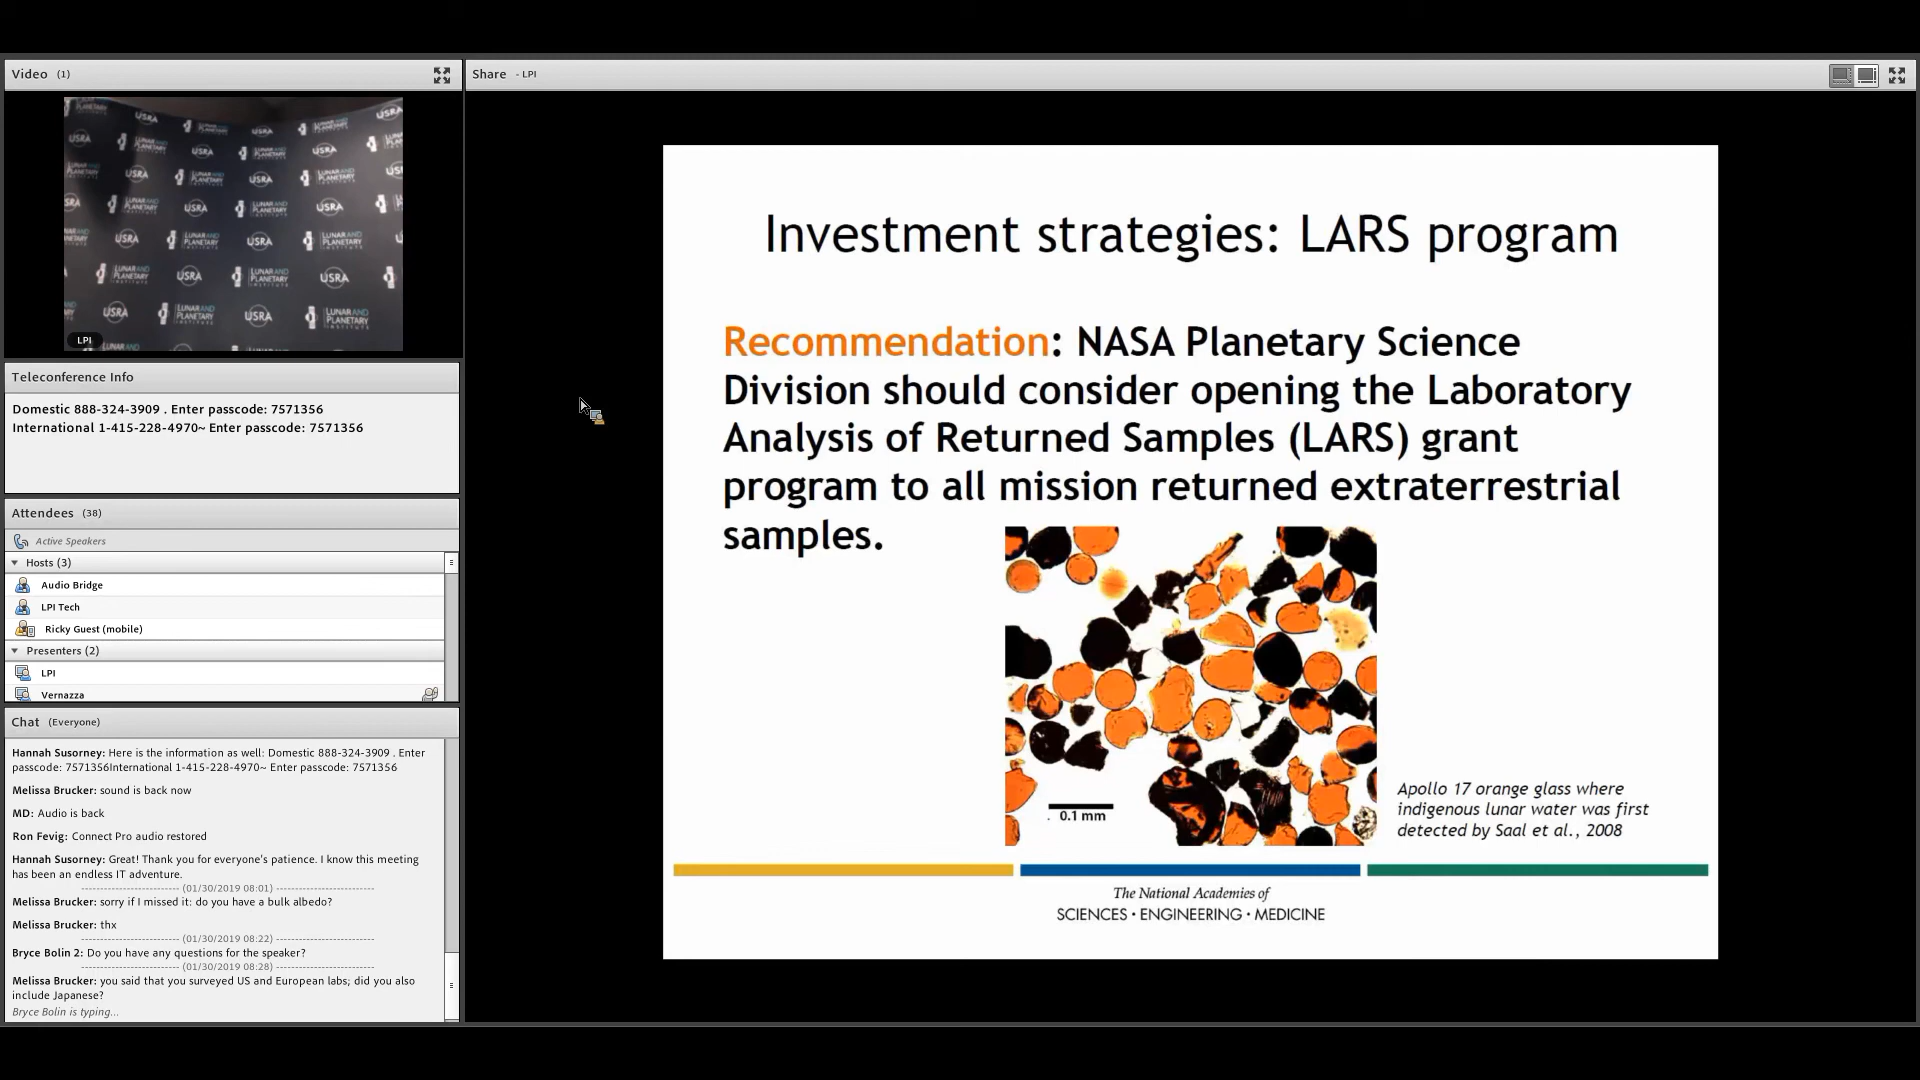 Video (1)
USRA
LUNAR AND PLANETARY INSTITUTE
LPI
Teleconference Info
Domestic 888-324-3909 . Enter passcode: 7571356
International 1-415-228-4970~ Enter passcode: 7571356
Attendees (38)
Active Speakers
Hosts (3)
Audio Bridge
LPI Tech
Ricky Guest (mobile)
Presenters (2)
LPI
Vernazza
Chat (Everyone)
Hannah Susorney: Here is the information as well: Domestic 888-324-3909 . Enter
passcode: 7571356International 1-415-228-4970~ Enter passcode: 7571356
Melissa Brucker: sound is back now
MD: Audio is back
Ron Fevig: Connect Pro audio restored
Hannah Susorney: Great! Thank you for everyone's patience. I know this meeting
has been an endless IT adventure.
------------------------ (01/30/2019 08:01) ------------------------
Melissa Brucker: sorry if I missed it: do you have a bulk albedo?
Melissa Brucker: thx
------------------------ (01/30/2019 08:22) ------------------------
Bryce Bolin 2: Do you have any questions for the speaker?
------------------------ (01/30/2019 08:28) ------------------------
Melissa Brucker: you said that you surveyed US and European labs; did you also
include Japanese?
Bryce Bolin is typing...
Share - LPI
Investment strategies: LARS program
Recommendation: NASA Planetary Science
Division should consider opening the Laboratory
Analysis of Returned Samples (LARS) grant
program to all mission returned extraterrestrial
samples.
0.1 mm
Apollo 17 orange glass where
indigenous lunar water was first
detected by Saal et al., 2008
The National Academies of
SCIENCES · ENGINEERING · MEDICINE